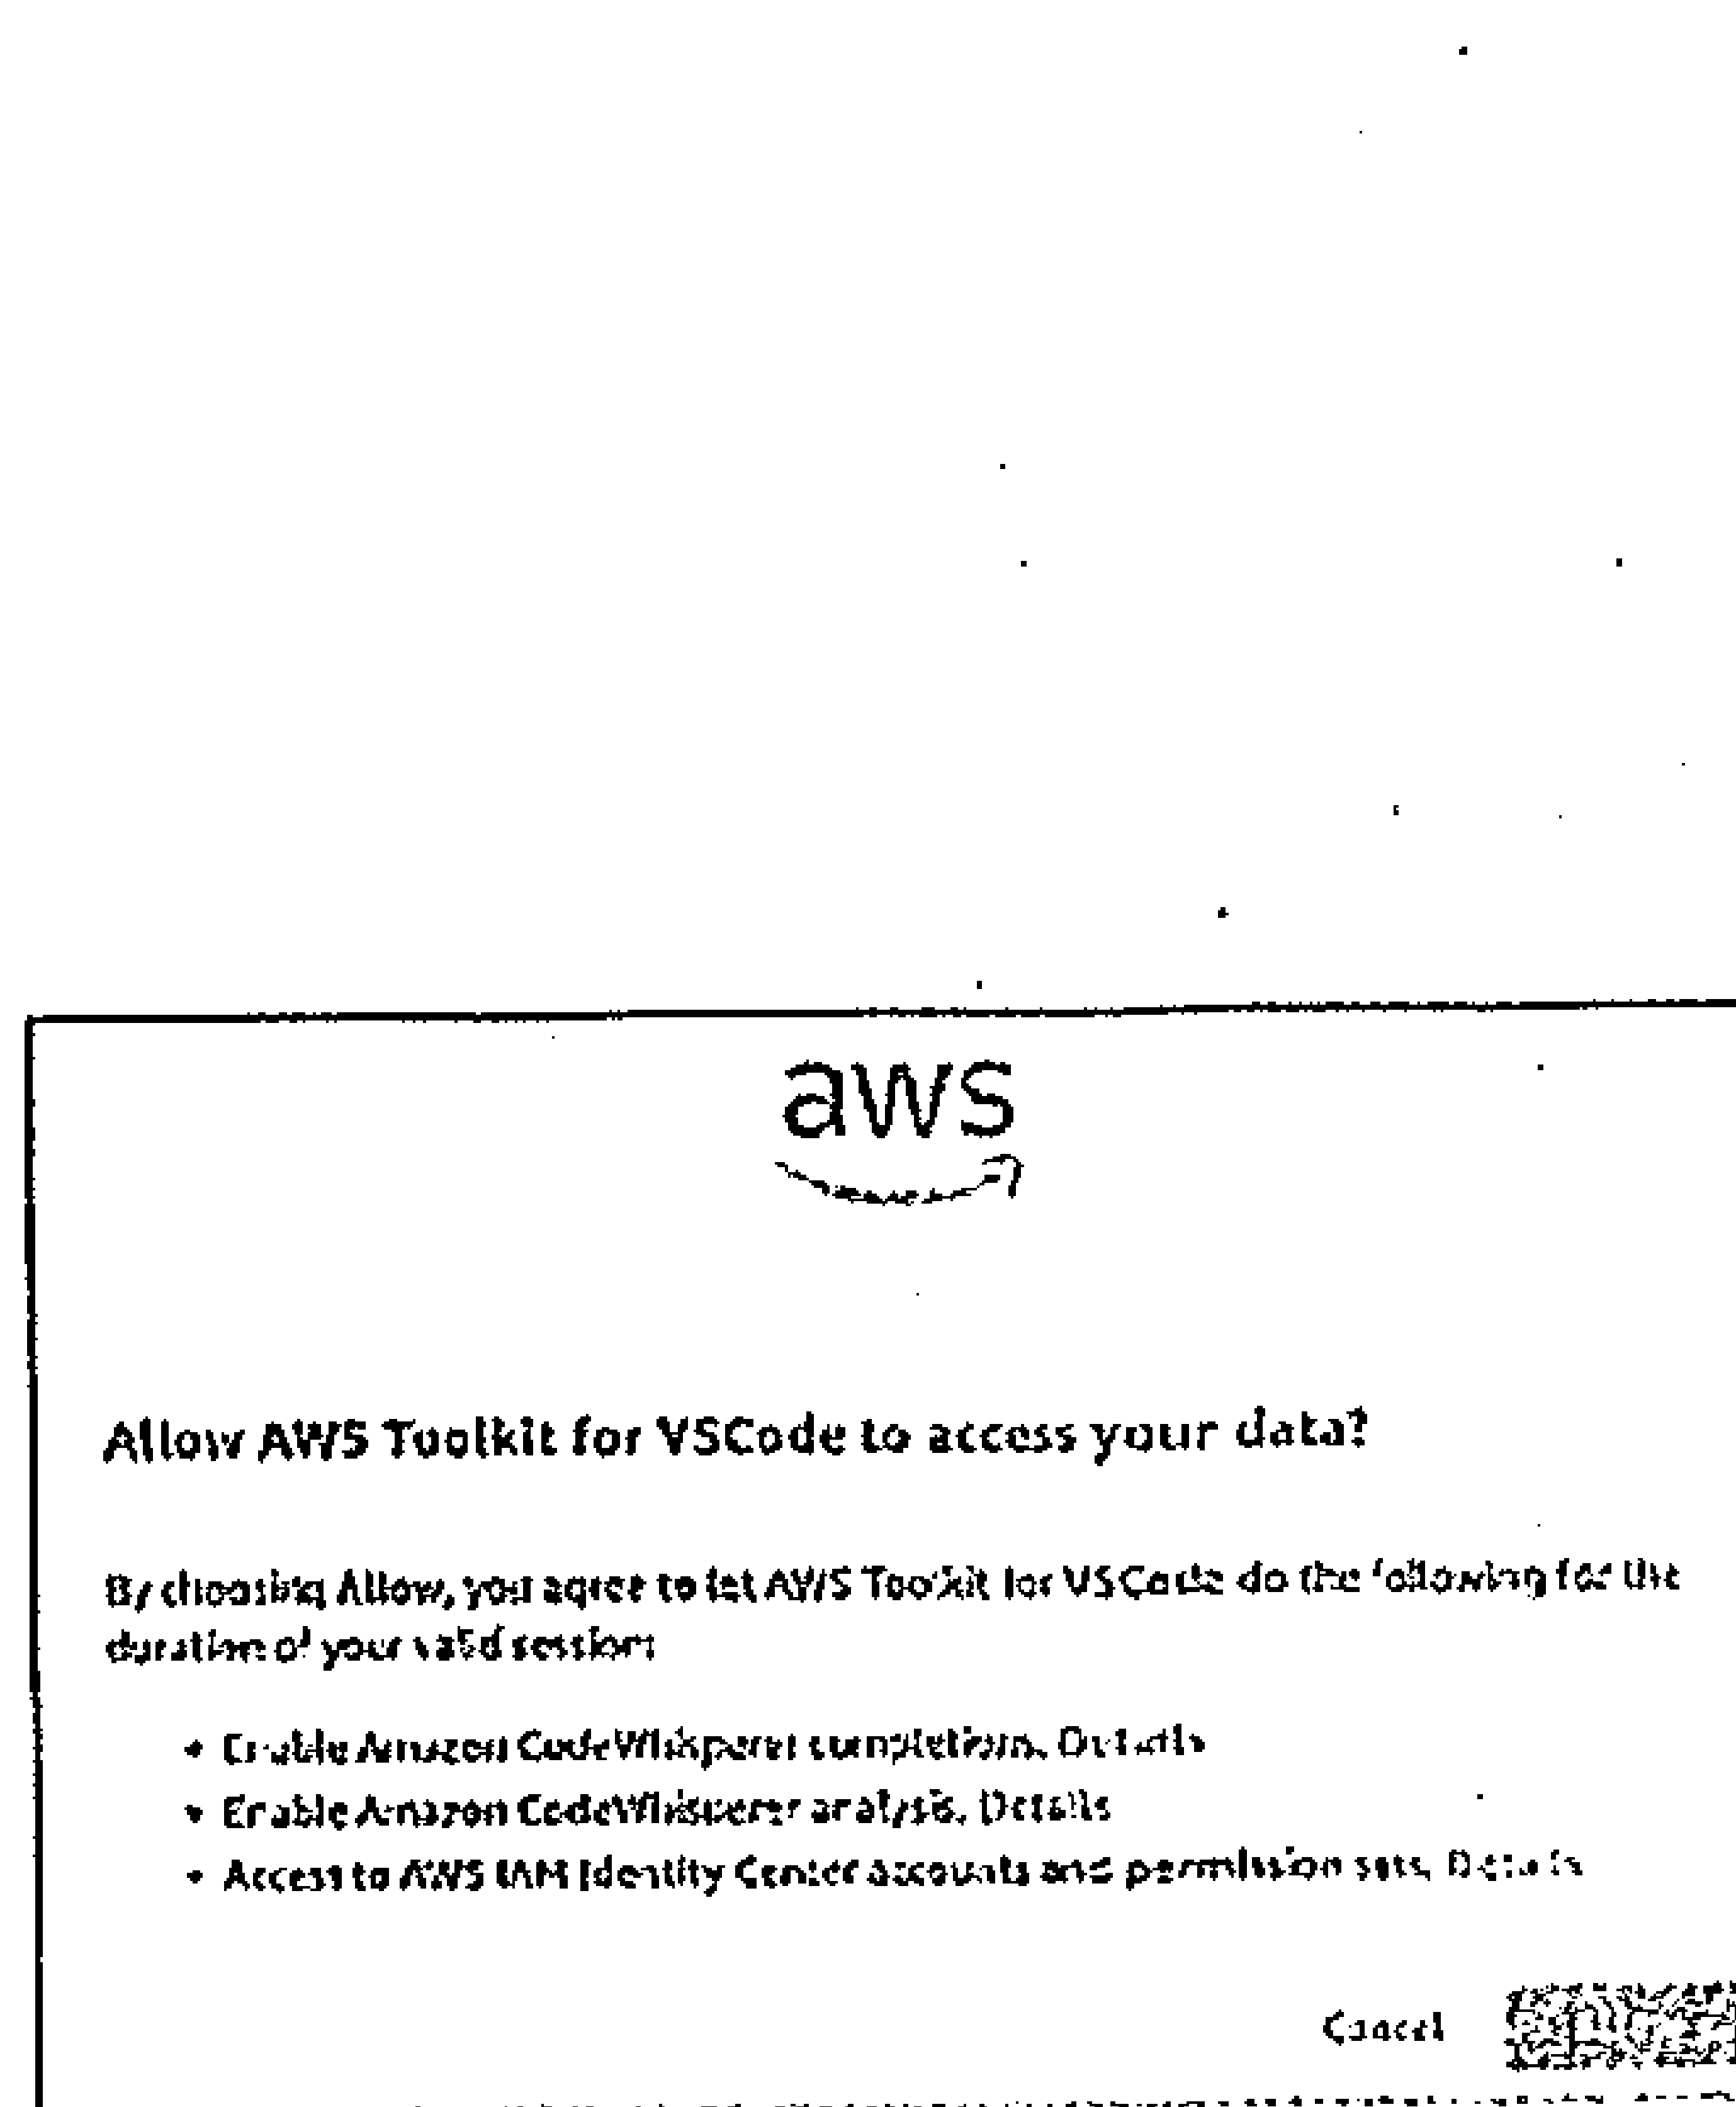 aws
Allow AWS Toolkit for VSCode to access your data?
By choosing Allow, you agree to let AWS Toolkit for VSCode do the following for the
duration of your valid session:
• Enable Amazon CodeWhisperer completions. Details
• Enable Amazon CodeWhisperer analysis. Details
• Access to AWS IAM Identity Center accounts and permission sets. Details
Cancel